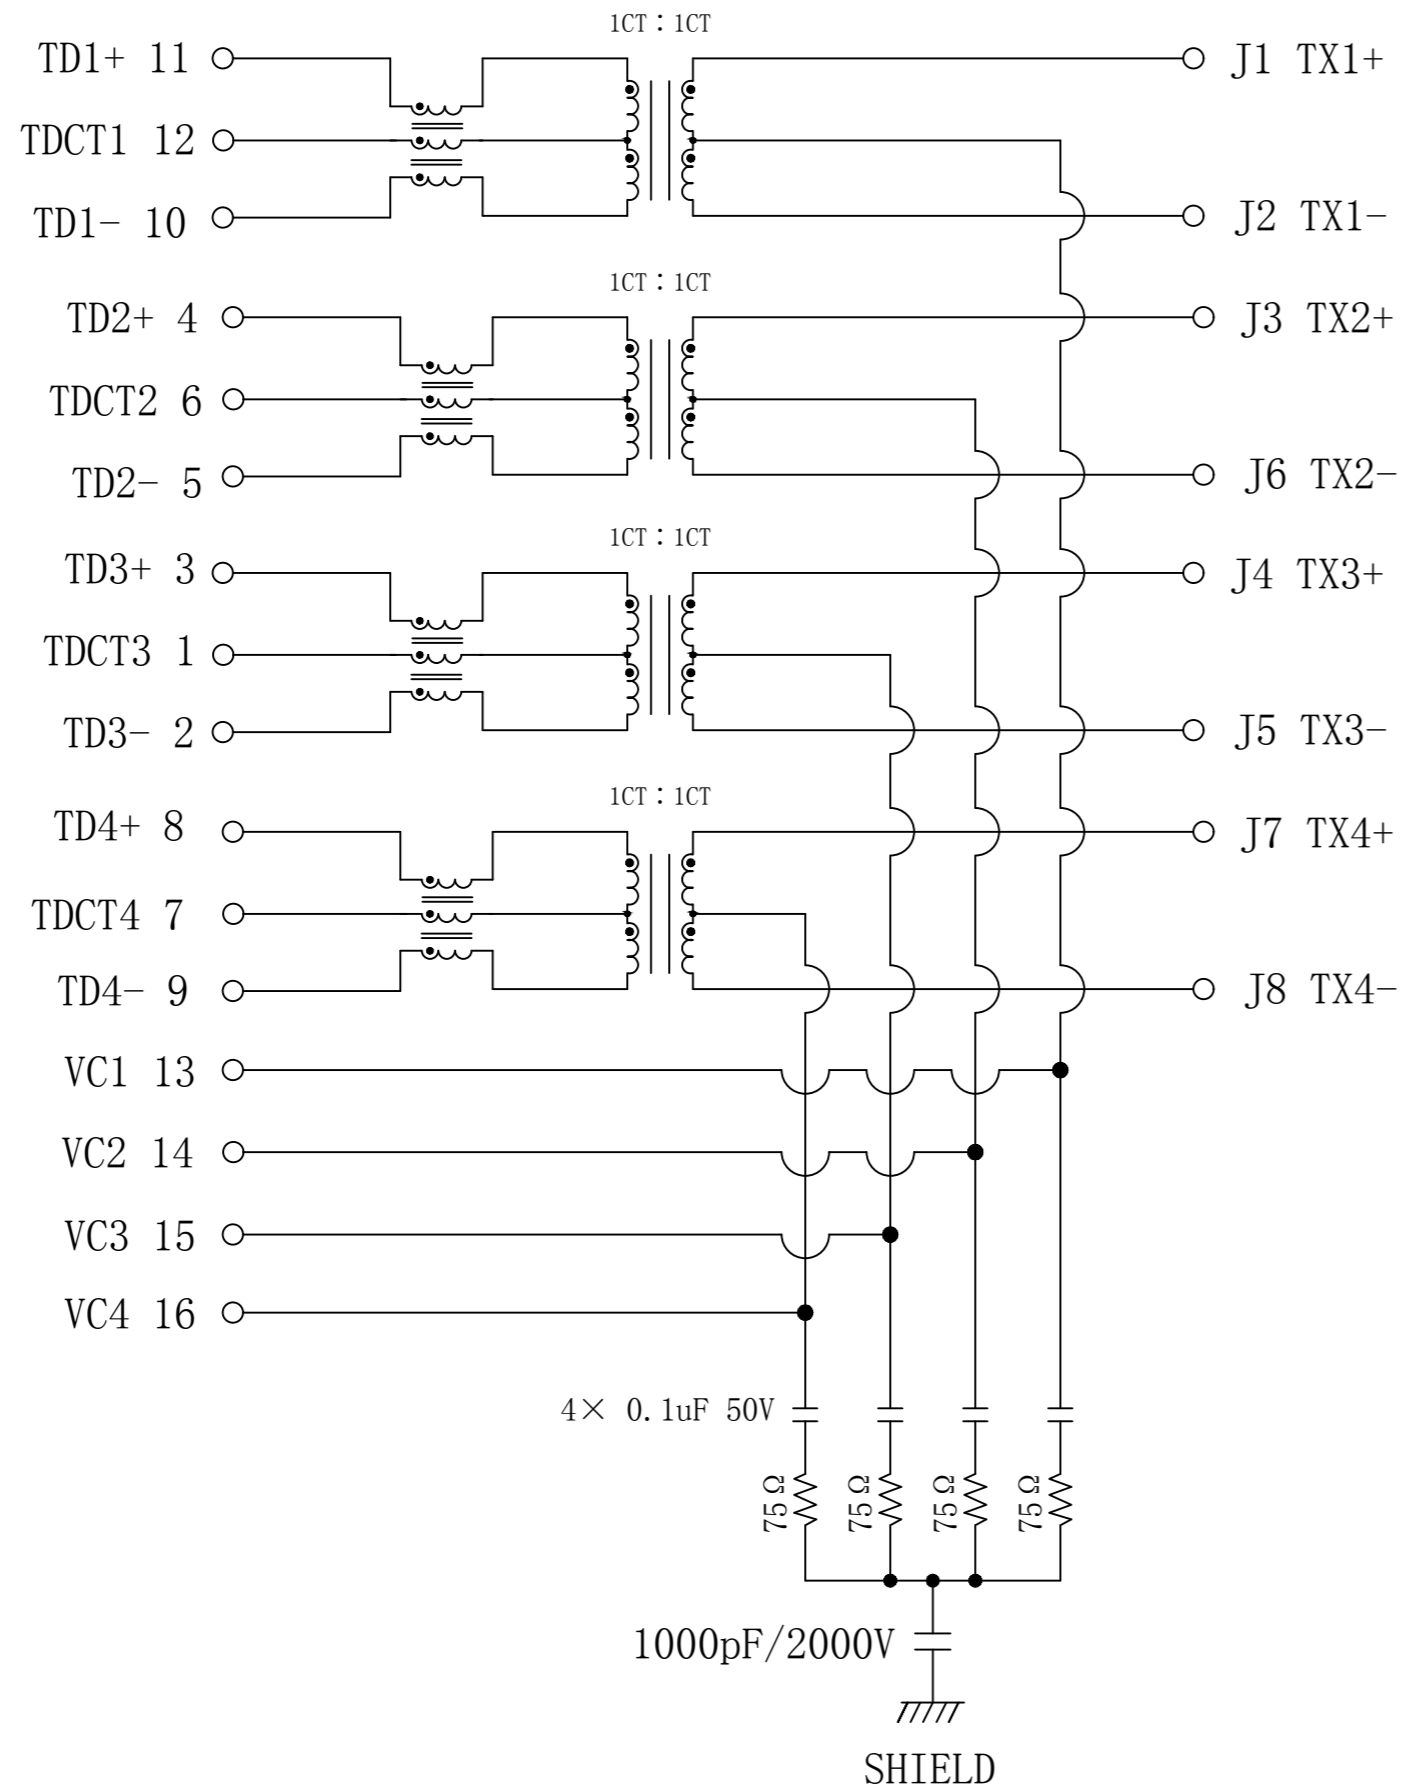 1CT：1CT
TD1+ 11
J1 TX1+
TDCT1 12
TD1- 10
J2 TX1-
1CT：1CT
TD2+ 4
J3 TX2+
TDCT2 6
TD2- 5
J6 TX2-
1CT：1CT
TD3+ 3
J4 TX3+
TDCT3 1
TD3- 2
J5 TX3-
1CT：1CT
TD4+ 8
J7 TX4+
TDCT4 7
TD4- 9
J8 TX4-
VC1 13
VC2 14
VC3 15
VC4 16
4× 0.1uF 50V
75Ω
75Ω
75Ω
75Ω
1000pF/2000V
SHIELD